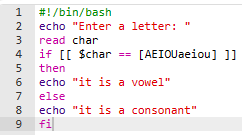 1 #!/bin/bash
2 echo "Enter a letter: "
3 read char
4 if [[ $char == [AEIOUaeiou] ]]
5 then
6 echo "it is a vowel"
7 else
8 echo "it is a consonant"
9 fi